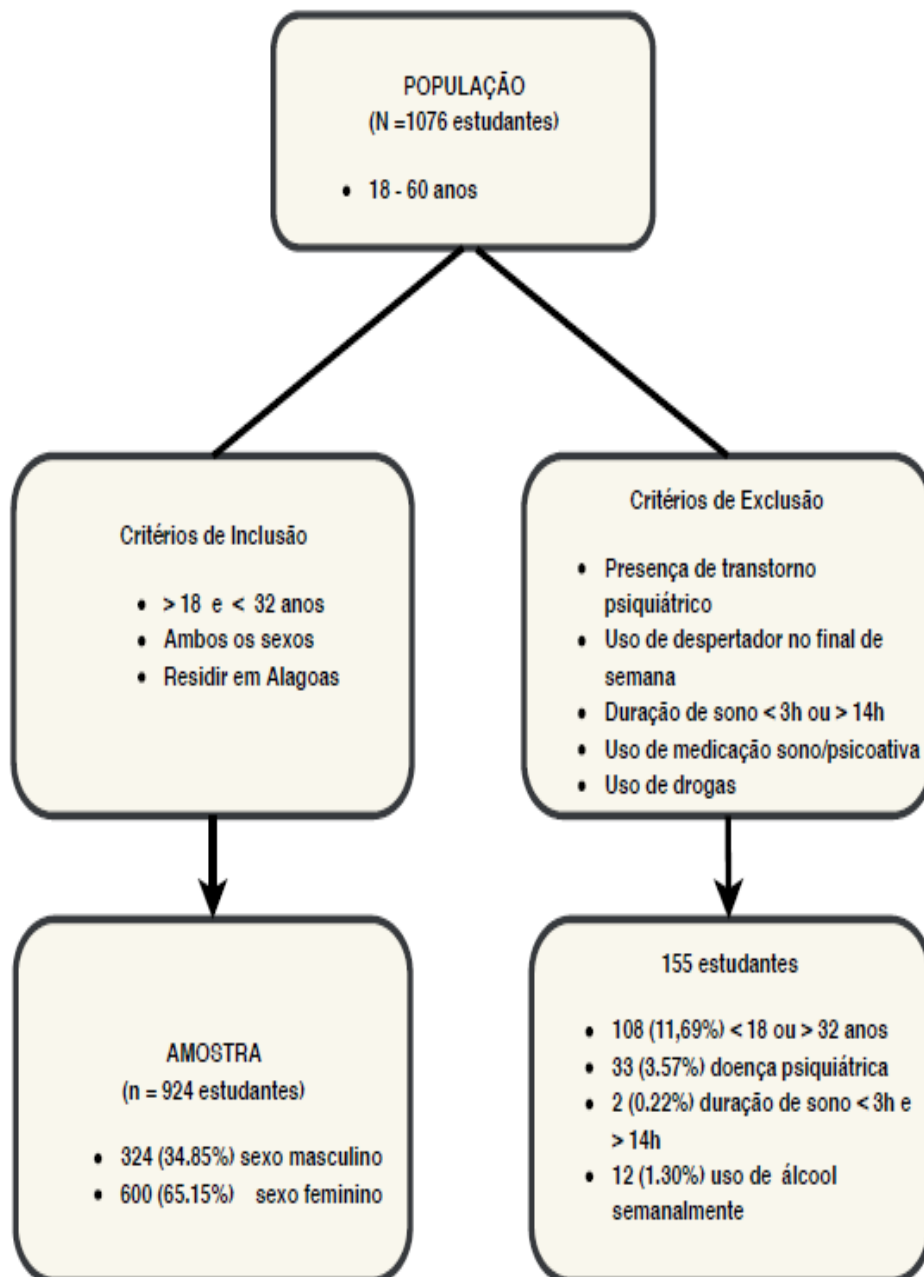 POPULAÇÃO
(N =1076 estudantes)
• 18 - 60 anos
Critérios de Inclusão
• > 18 e < 32 anos
• Ambos os sexos
• Residir em Alagoas
Critérios de Exclusão
• Presença de transtorno
psiquiátrico
• Uso de despertador no final de
semana
• Duração de sono < 3h ou > 14h
• Uso de medicação sono/psicoativa
• Uso de drogas
AMOSTRA
(n = 924 estudantes)
• 324 (34.85%) sexo masculino
• 600 (65.15%) sexo feminino
155 estudantes
• 108 (11,69%) < 18 ou > 32 anos
• 33 (3.57%) doença psiquiátrica
• 2 (0.22%) duração de sono < 3h e
> 14h
• 12 (1.30%) uso de álcool
semanalmente